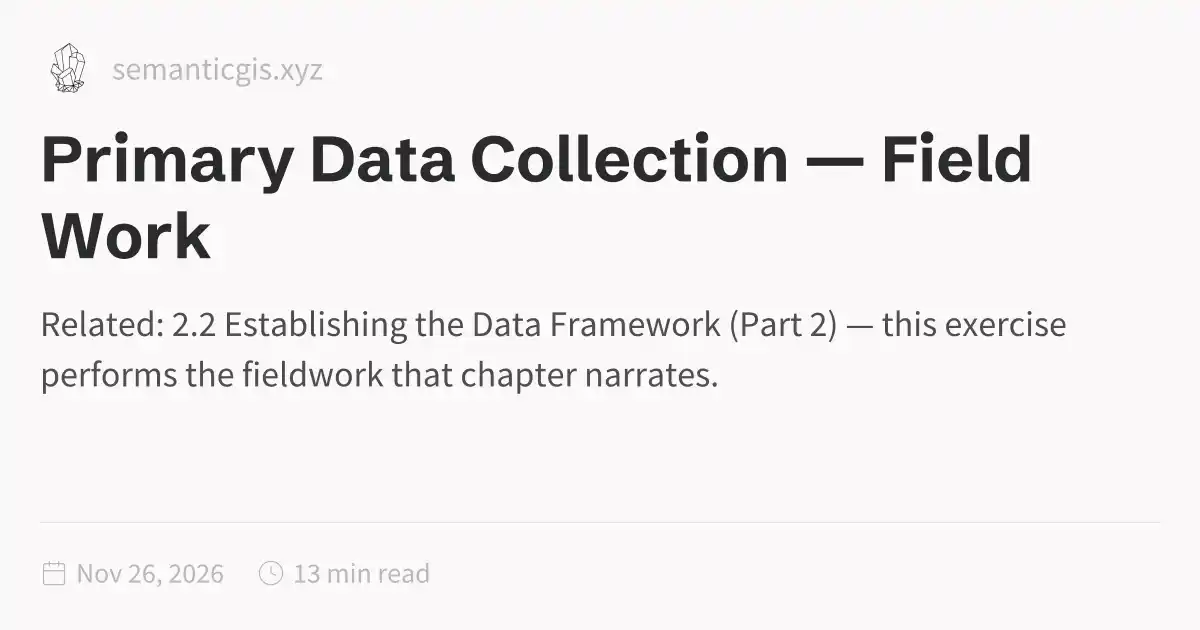 semanticgis.xyz
Primary Data Collection — Field
Work
Related: 2.2 Establishing the Data Framework (Part 2) — this exercise
performs the fieldwork that chapter narrates.
Nov 26, 2026 13 min read